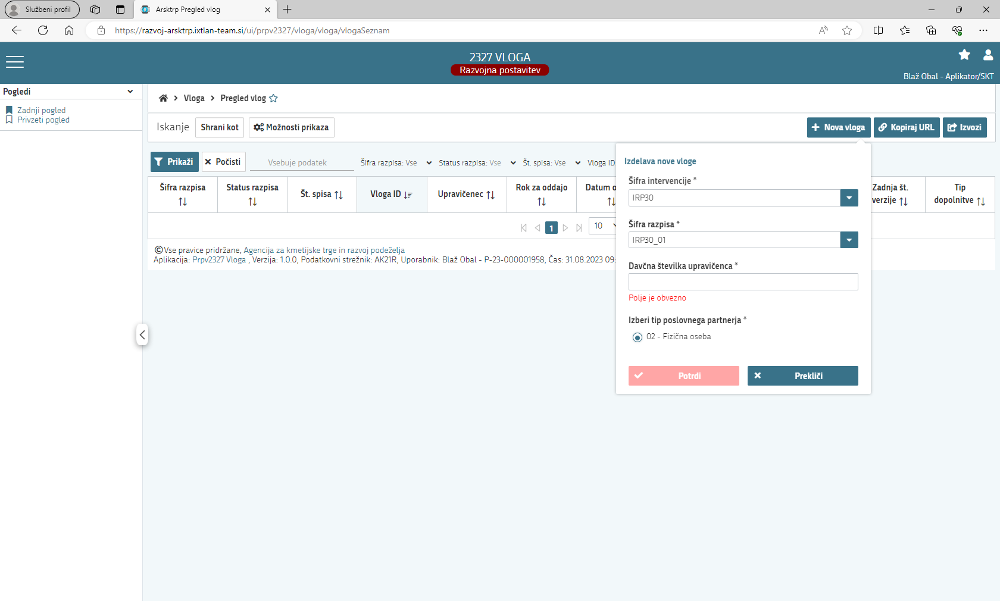 Službeni profil
Arsktrp Pregled vlog
https://razvoj-arsktrp.ixtlan-team.si/ui/prpv2327/vloga/vloga/vlogaSeznam
2327 VLOGA
Razvojna postavitev
Blaž Obal - Aplikator/SKT
Pogledi
Zadnji pogled
Privzeti pogled
Vloga
Pregled vlog
Iskanje
Shrani kot
Možnosti prikaza
Nova vloga
Kopiraj URL
Izvozi
Prikaži
Počisti
Vsebuje podatek
Šifra razpisa: Vse
Status razpisa: Vse
Št. spisa: Vse
Vloga ID
Šifra razpisa
Status razpisa
Št. spisa
Vloga ID
Upravičenec
Rok za oddajo
Datum o
Zadnja št. verzije
Tip dopolnitve
1
10
©Vse pravice pridržane, Agencija za kmetijske trge in razvoj podeželja
Aplikacija: Prpv2327 Vloga , Verzija: 1.0.0, Podatkovni strežnik: AK21R, Uporabnik: Blaž Obal - P-23-000001958, Čas: 31.08.2023 09:
Izdelava nove vloge
Šifra intervencije *
IRP30
Šifra razpisa *
IRP30_01
Davčna številka upravičenca *
Polje je obvezno
Izberi tip poslovnega partnerja *
02 - Fizična oseba
Potrdi
Prekliči